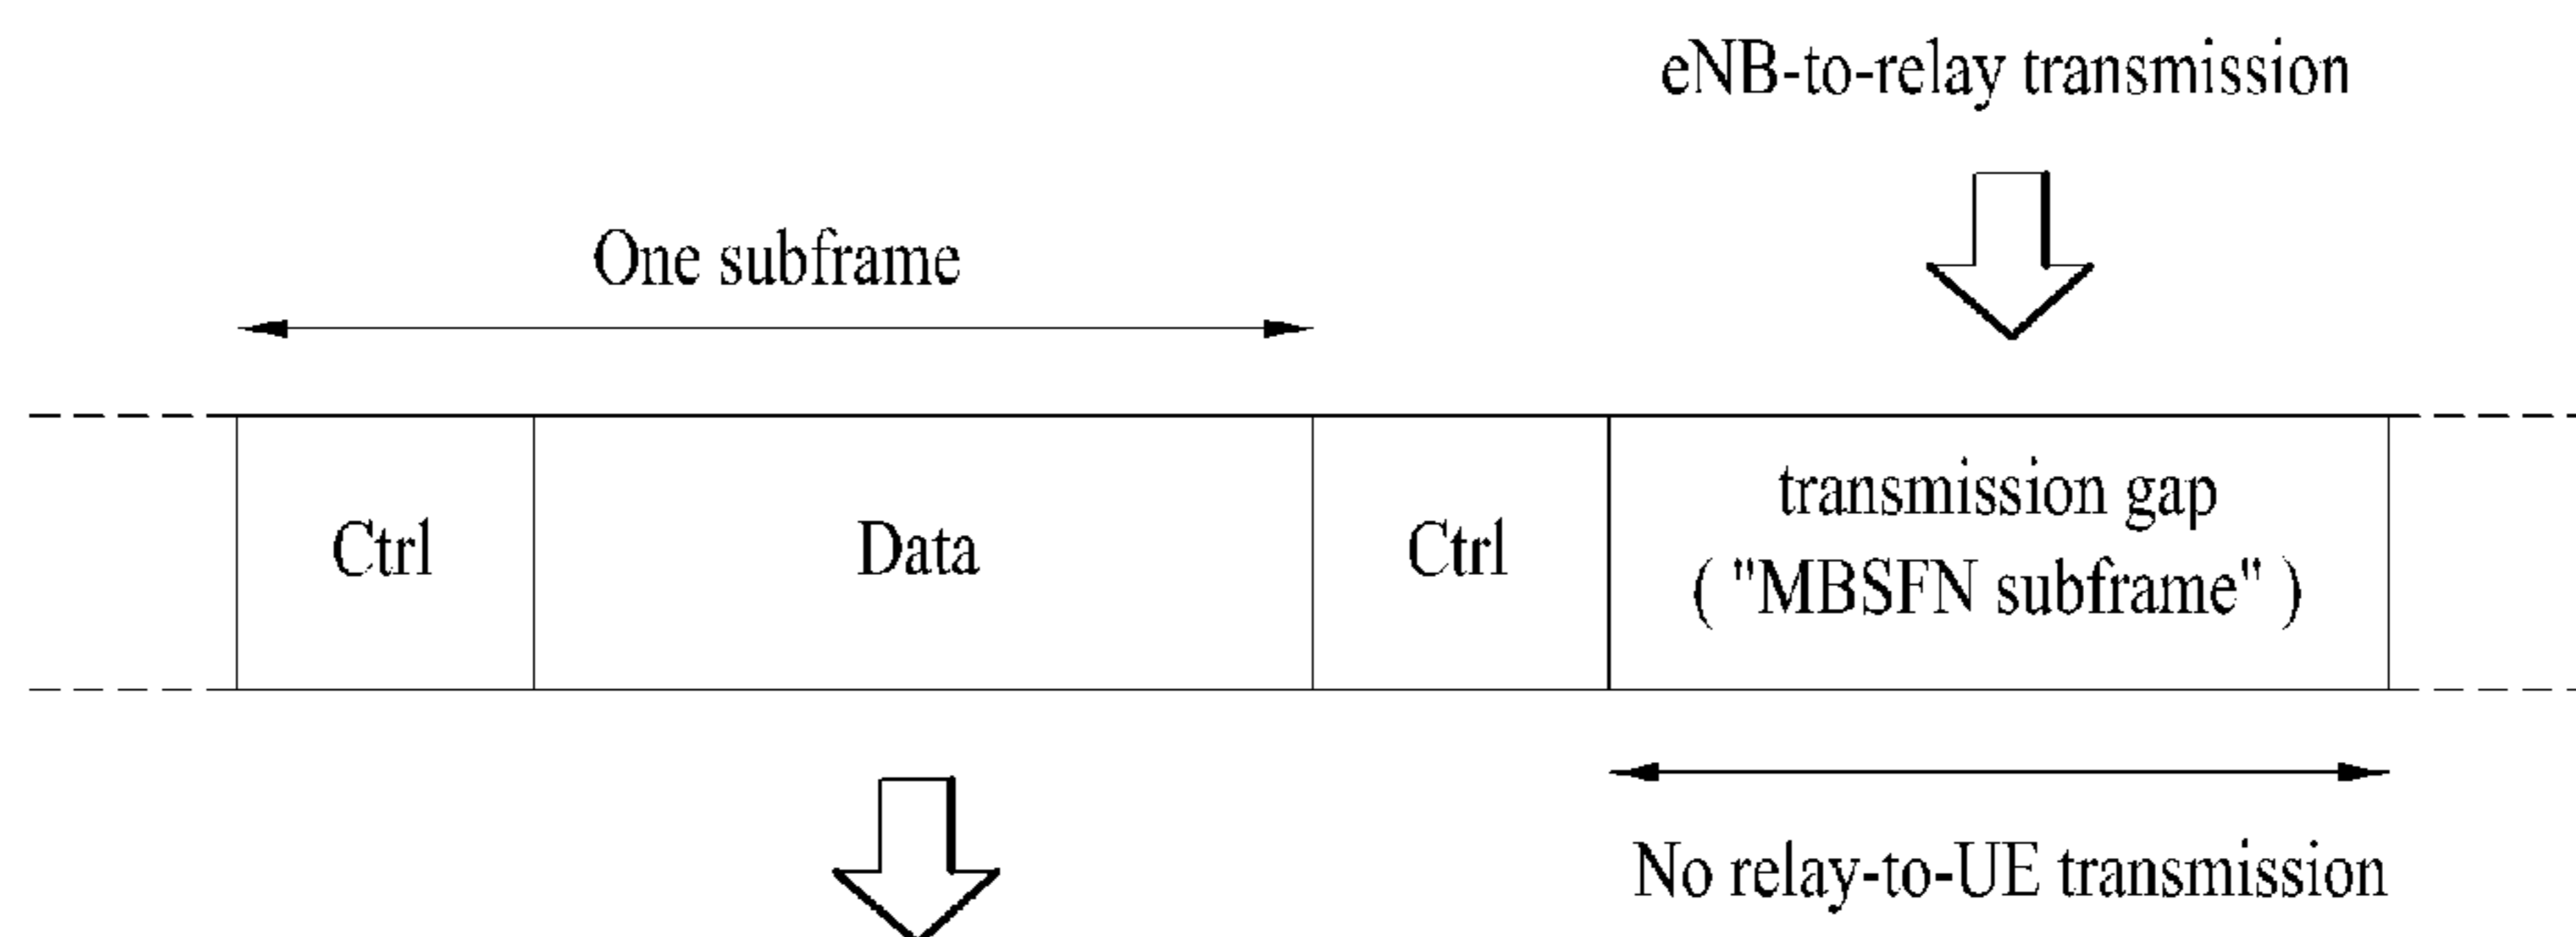 eNB-to-relay transmission
One subframe
Ctrl
Data
Ctrl
transmission gap
( "MBSFN subframe" )
No relay-to-UE transmission